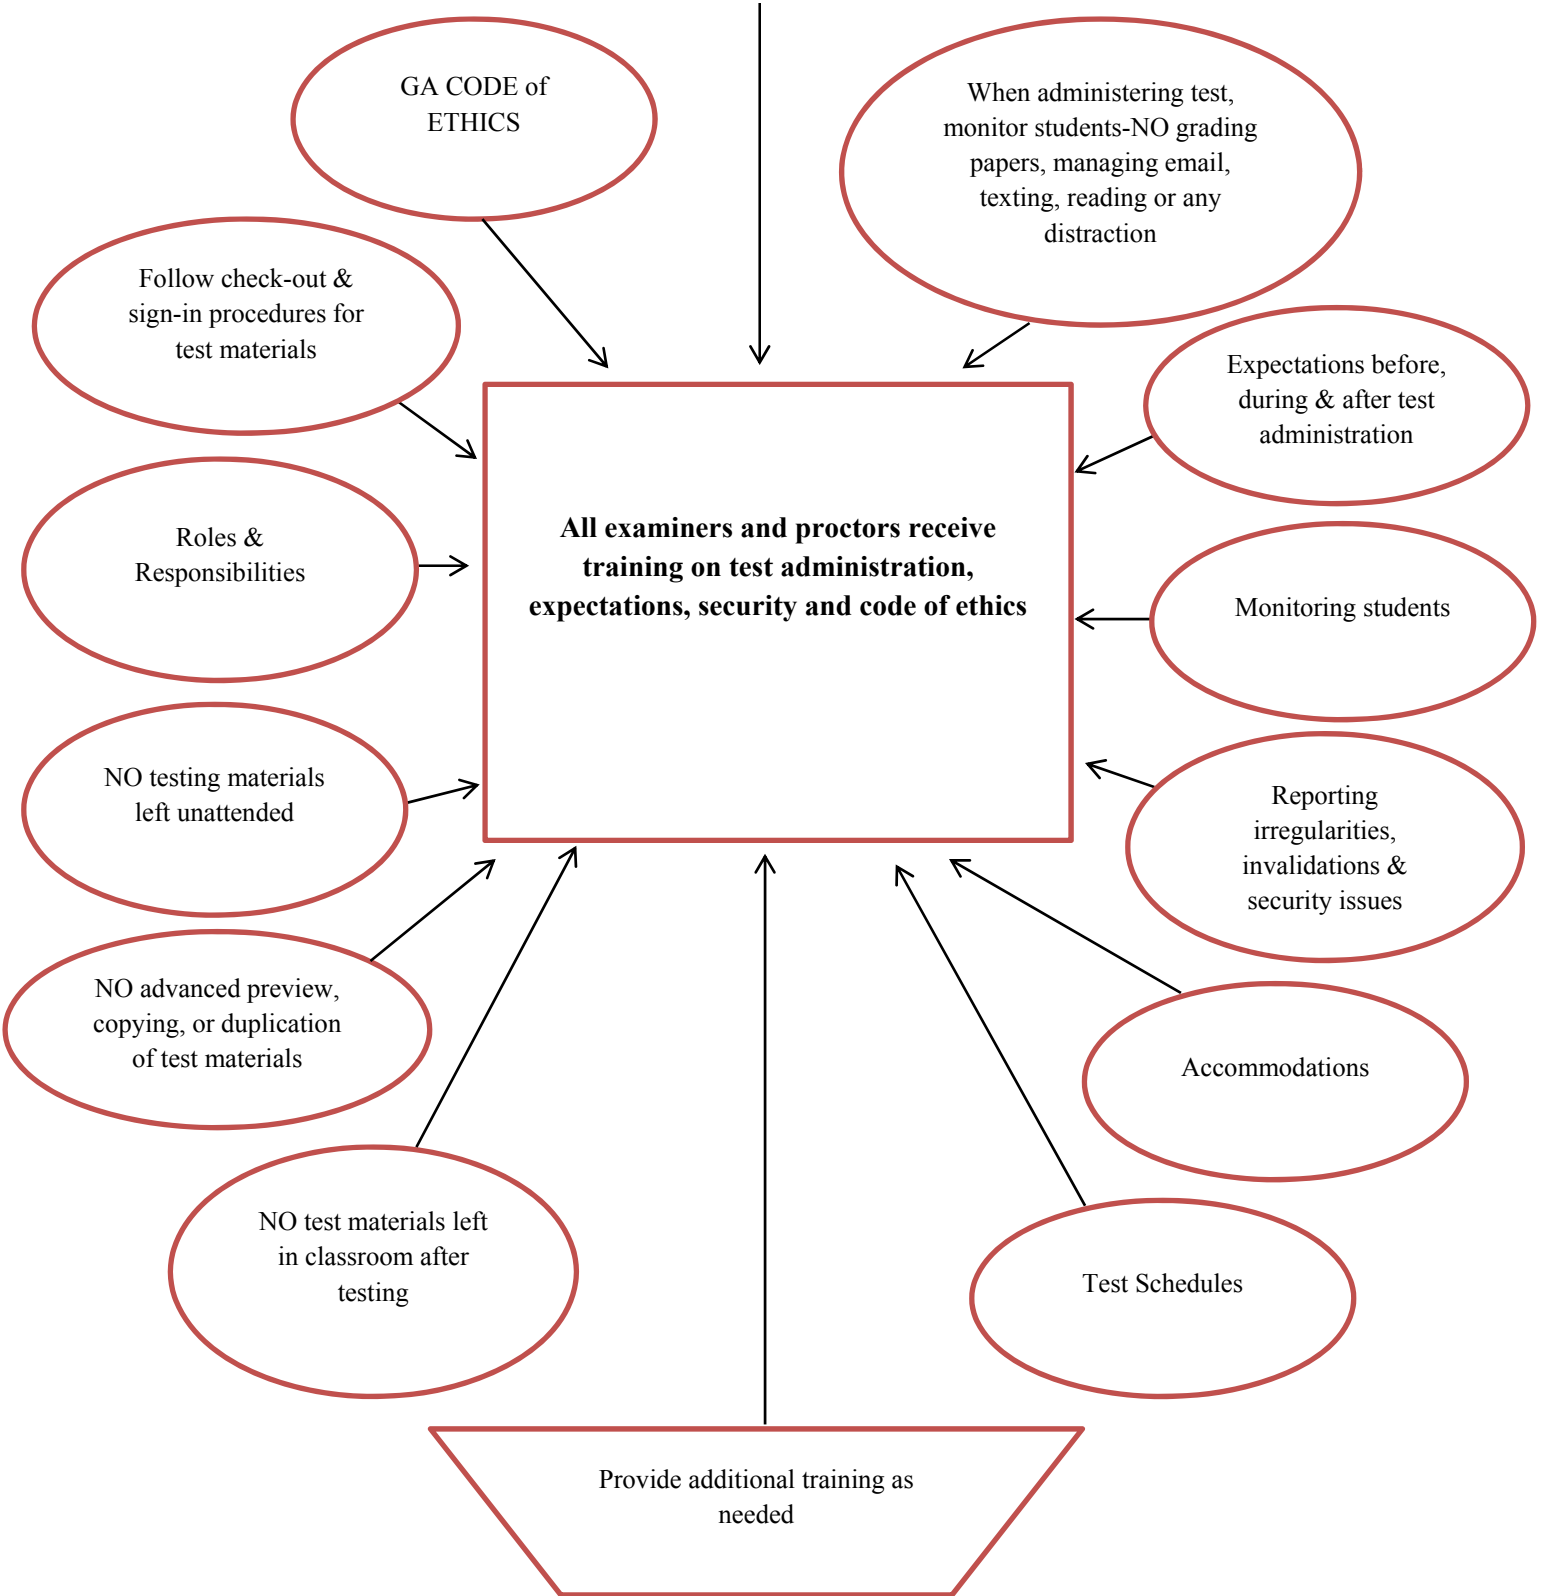 GA CODE of
ETHICS
When administering test,
monitor students-NO grading
papers, managing email,
texting, reading or any
distraction
Follow check-out &
sign-in procedures for
test materials
Expectations before,
during & after test
administration
All examiners and proctors receive
training on test administration,
expectations, security and code of ethics
Roles &
Responsibilities
Monitoring students
NO testing materials
left unattended
Reporting
irregularities,
invalidations &
security issues
NO advanced preview,
copying, or duplication
of test materials
Accommodations
NO test materials left
in classroom after
testing
Test Schedules
Provide additional training as
needed